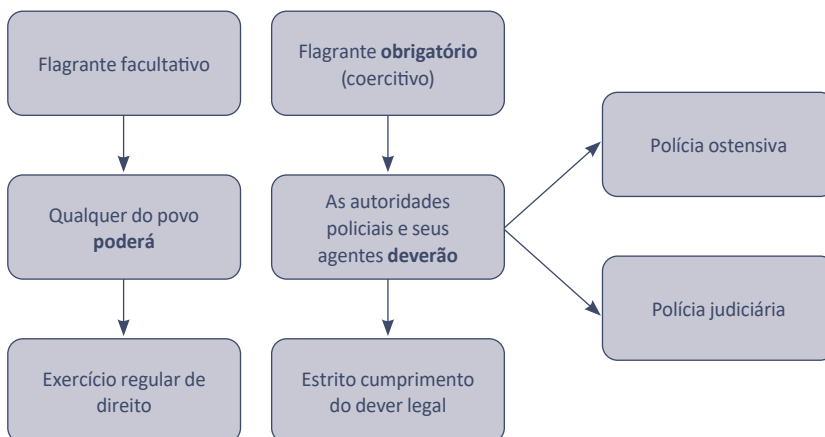 Flagrante facultativo
Flagrante obrigatório
(coercitivo)
Polícia ostensiva
Qualquer do povo
poderá
As autoridades
policiais e seus
agentes deverão
Polícia judiciária
Exercício regular de
direito
Estrito cumprimento
do dever legal